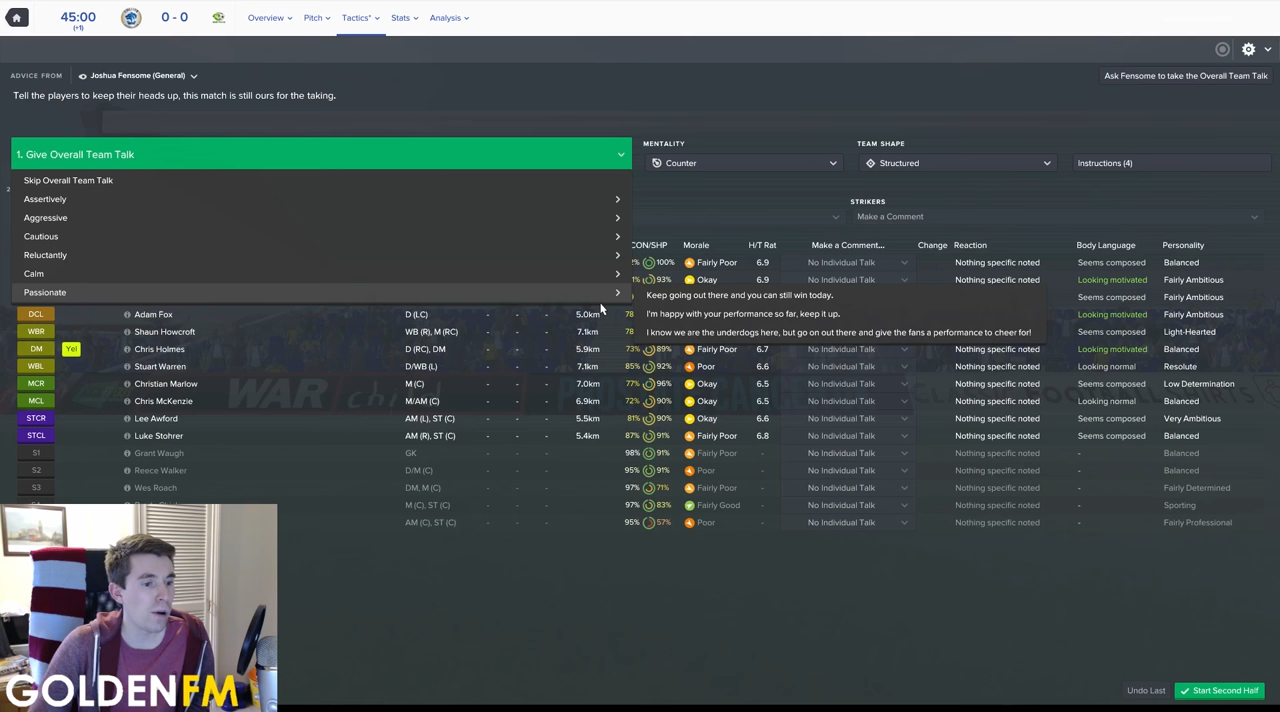 45:00
(+1)
0 - 0
Overview
Pitch
Tactics*
Stats
Analysis
ADVICE FROM
Joshua Fensome (General)
Ask Fensome to take the Overall Team Talk
Tell the players to keep their heads up, this match is still ours for the taking.
1. Give Overall Team Talk
MENTALITY
TEAM SHAPE
Counter
Structured
Instructions (4)
Skip Overall Team Talk
Assertively
Aggressive
Cautious
Reluctantly
Calm
Passionate
STRIKERS
Make a Comment
CON/SHP Morale H/T Rat Make a Comment... Change Reaction Body Language Personality
100% Fairly Poor 6.9 No Individual Talk Nothing specific noted Seems composed Balanced
93% Okay 6.9 No Individual Talk Nothing specific noted Looking motivated Fairly Ambitious
Keep going out there and you can still win today.
Seems composed Fairly Ambitious
I'm happy with your performance so far, keep it up.
I know we are the underdogs here, but go on out there and give the fans a performance to cheer for!
DCL Adam Fox D (LC) 5.0km 78 Looking motivated Fairly Ambitious
WBR Shaun Howcroft WB (R), M (RC) 7.1km 78 Seems composed Light-Hearted
DM Yel Chris Holmes D (RC), DM - - - 5.9km 73% 89% Fairly Poor 6.7 No Individual Talk Nothing specific noted Looking motivated Balanced
WBL Stuart Warren D/WB (L) - - - 7.1km 85% 92% Poor 6.6 No Individual Talk Nothing specific noted Looking normal Resolute
MCR Christian Marlow M (C) - - - 7.0km 77% 96% Okay 6.5 No Individual Talk Nothing specific noted Seems composed Low Determination
MCL Chris McKenzie M/AM (C) - - - 6.9km 72% 90% Okay 6.5 No Individual Talk Nothing specific noted Looking normal Balanced
STCR Lee Awford AM (L), ST (C) - - - 5.5km 81% 90% Okay 6.6 No Individual Talk Nothing specific noted Seems composed Very Ambitious
STCL Luke Stohrer AM (R), ST (C) - - - 5.4km 87% 91% Fairly Poor 6.8 No Individual Talk Nothing specific noted Seems composed Balanced
S1 Grant Waugh GK - - - 98% 91% Fairly Poor - No Individual Talk Nothing specific noted - Balanced
S2 Reece Walker D/M (C) - - - 95% 91% Poor - No Individual Talk Nothing specific noted - Balanced
S3 Wes Roach DM, M (C) - - - 97% 71% Fairly Poor - No Individual Talk Nothing specific noted - Fairly Determined
M (C), ST (C) - - - 97% 83% Fairly Good - No Individual Talk Nothing specific noted - Sporting
AM (C), ST (C) - - - 95% 57% Poor - No Individual Talk Nothing specific noted - Fairly Professional
WAR child
GOLDENFM
Undo Last
Start Second Half